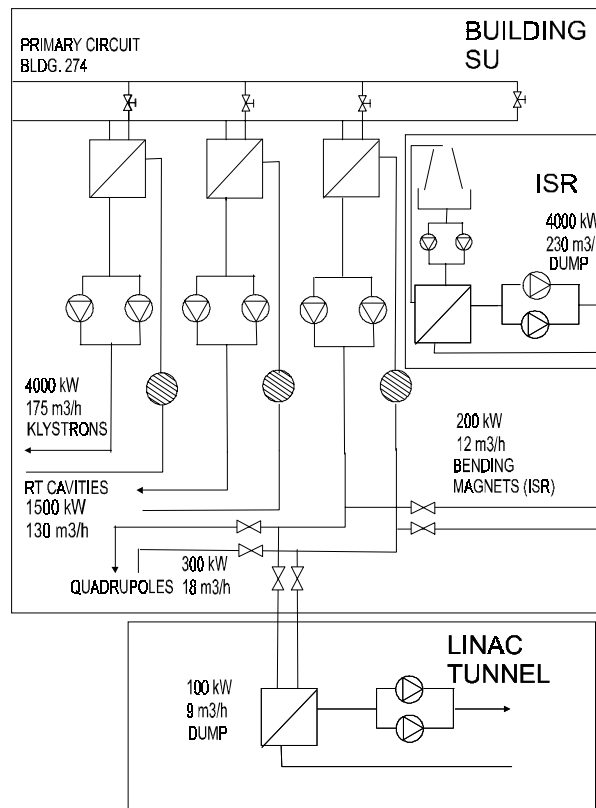 PRIMARY CIRCUIT
BLDG. 274
BUILDING
SU
ISR
4000 kW
230 m3/
DUMP
4000 kW
175 m3/h
KLYSTRONS
RT CAVITIES
1500 kW
130 m3/h
200 kW
12 m3/h
BENDING
MAGNETS (ISR)
QUADRUPOLES
300 kW
18 m3/h
LINAC
TUNNEL
100 kW
9 m3/h
DUMP